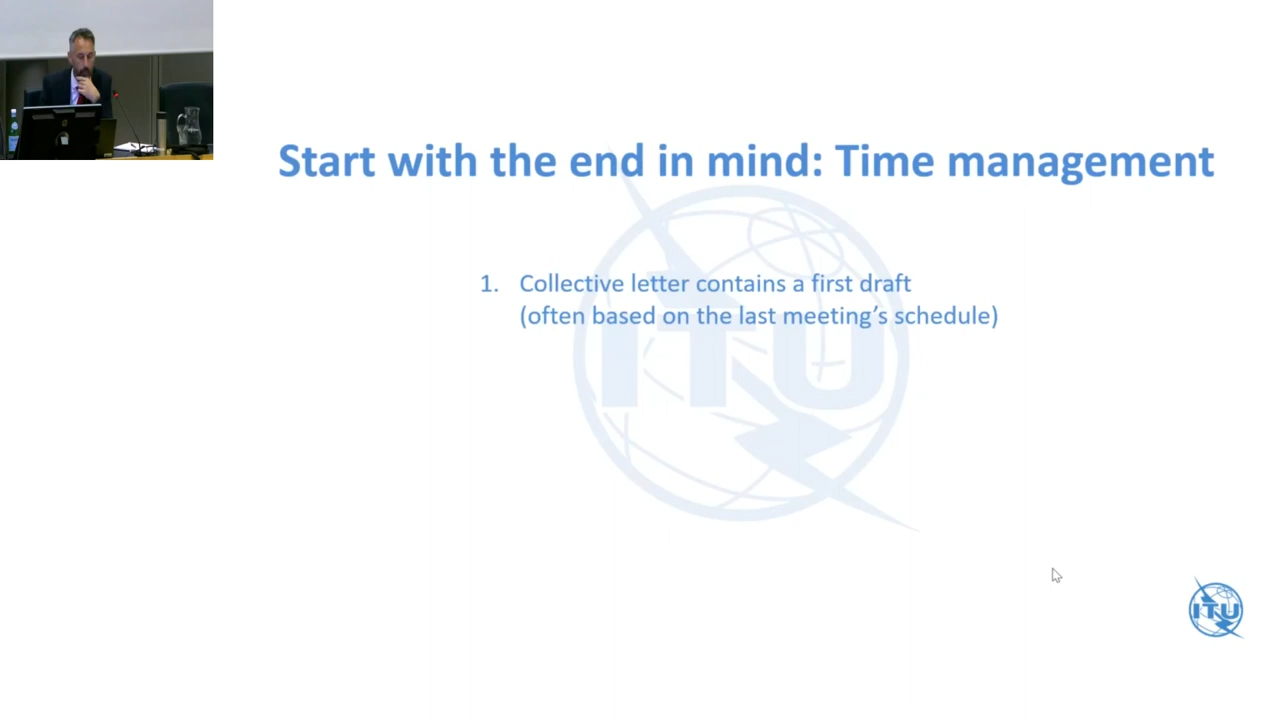 Start with the end in mind: Time management
1. Collective letter contains a first draft
(often based on the last meeting’s schedule)
ITU
ITU